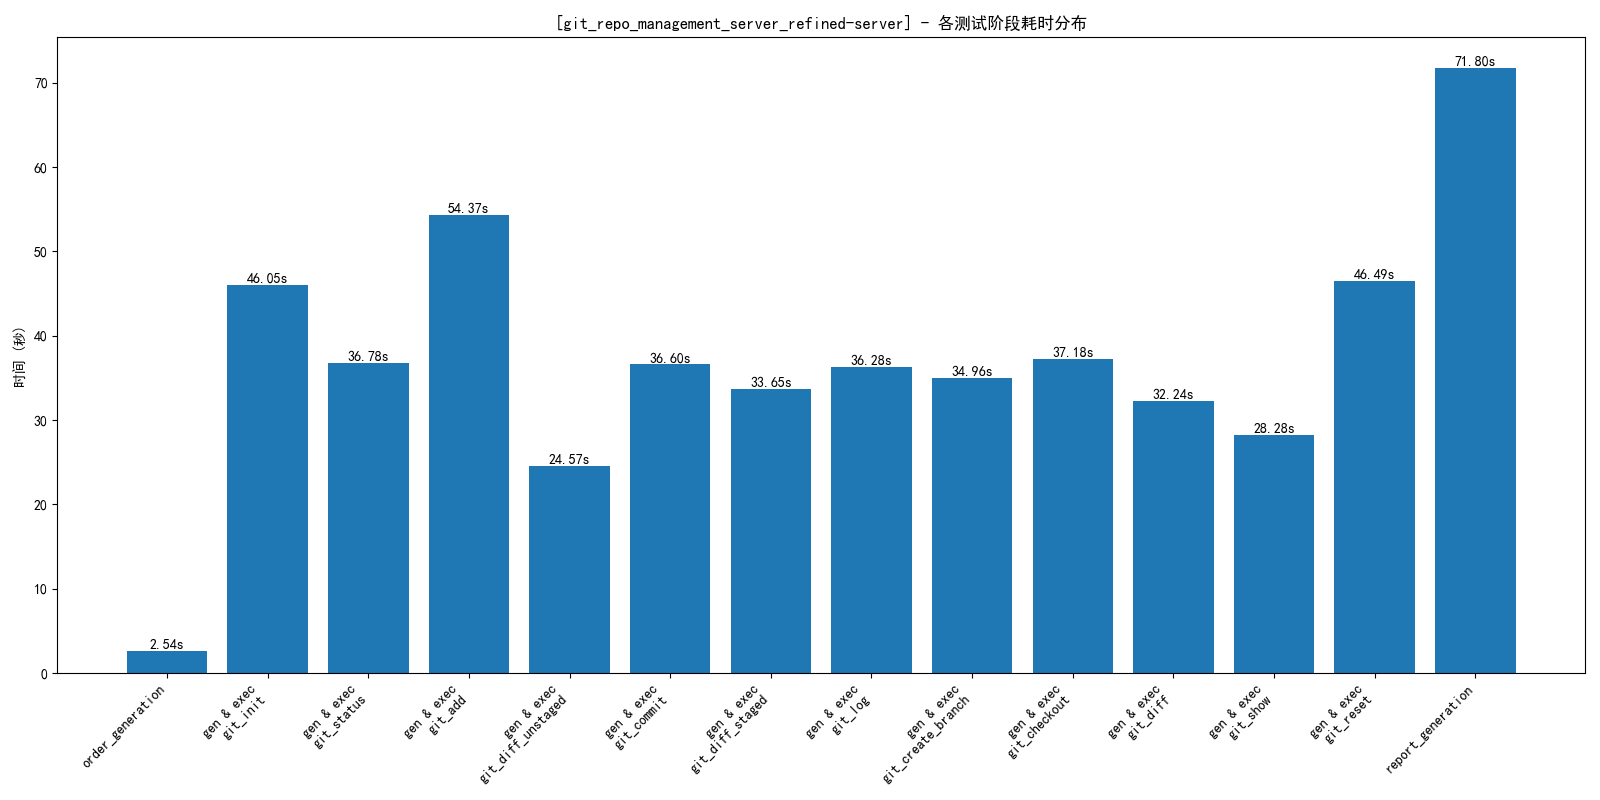 [git_repo_management_server_refined-server] - 各测试阶段耗时分布
时间 (秒)
70
60
50
40
30
20
10
0
2.54s
46.05s
36.78s
54.37s
24.57s
36.60s
33.65s
36.28s
34.96s
37.18s
32.24s
28.28s
46.49s
71.80s
order_generation
gen & exec
git_init
gen & exec
git_status
gen & exec
git_add
gen & exec
git_diff_unstaged
gen & exec
git_commit
gen & exec
git_diff_staged
gen & exec
git_log
gen & exec
git_create_branch
gen & exec
git_checkout
gen & exec
git_diff
gen & exec
git_show
gen & exec
git_reset
report_generation